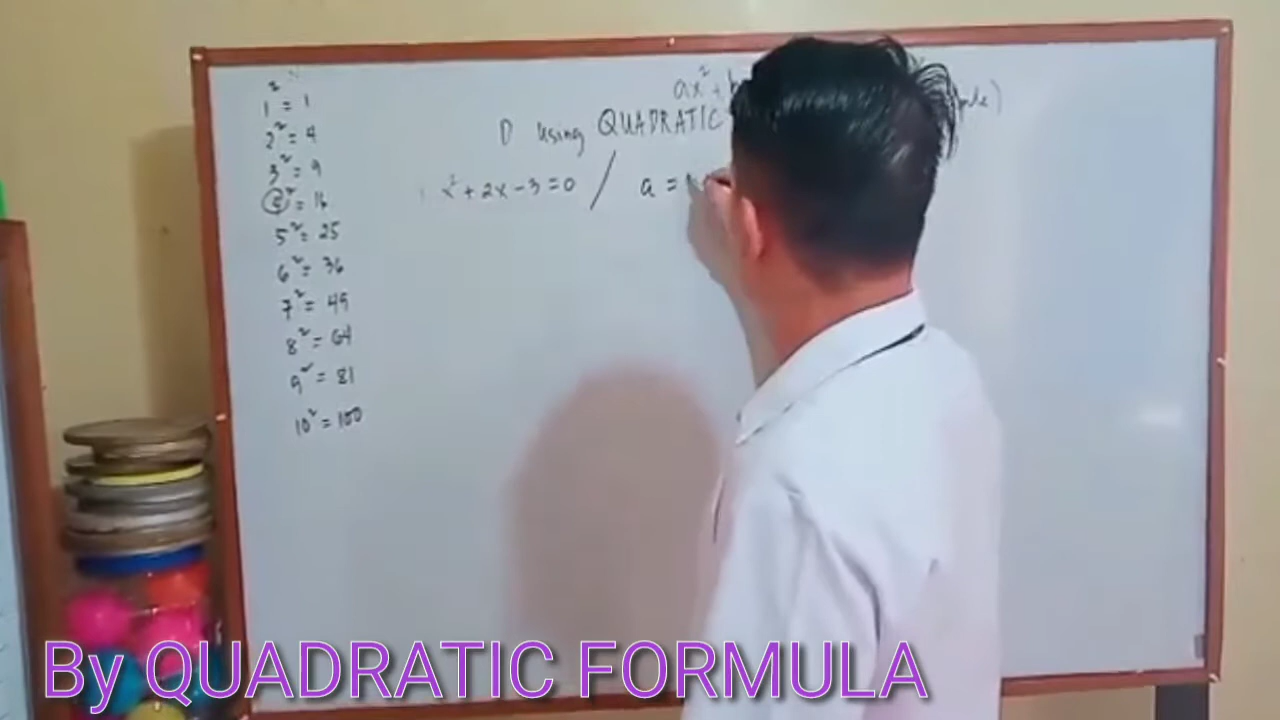 1² = 1
2² = 4
3² = 9
4² = 16
5² = 25
6² = 36
7² = 49
8² = 64
9² = 81
10² = 100
ax² + b
D using QUADRATIC
x² + 2x - 3 = 0 / a =
By QUADRATIC FORMULA